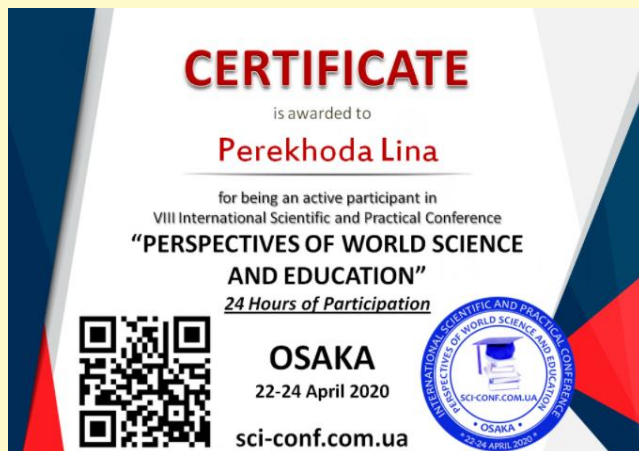 CERTIFICATE
is awarded to
Perekhoda Lina
for being an active participant in
VIII International Scientific and Practical Conference
“PERSPECTIVES OF WORLD SCIENCE
AND EDUCATION”
24 Hours of Participation
OSAKA
22-24 April 2020
sci-conf.com.ua
INTERNATIONAL SCIENTIFIC AND PRACTICAL CONFERENCE
PERSPECTIVES OF WORLD SCIENCE AND EDUCATION
SCI-CONF.COM.UA
• OSAKA •
* 22-24 APRIL 2020 *